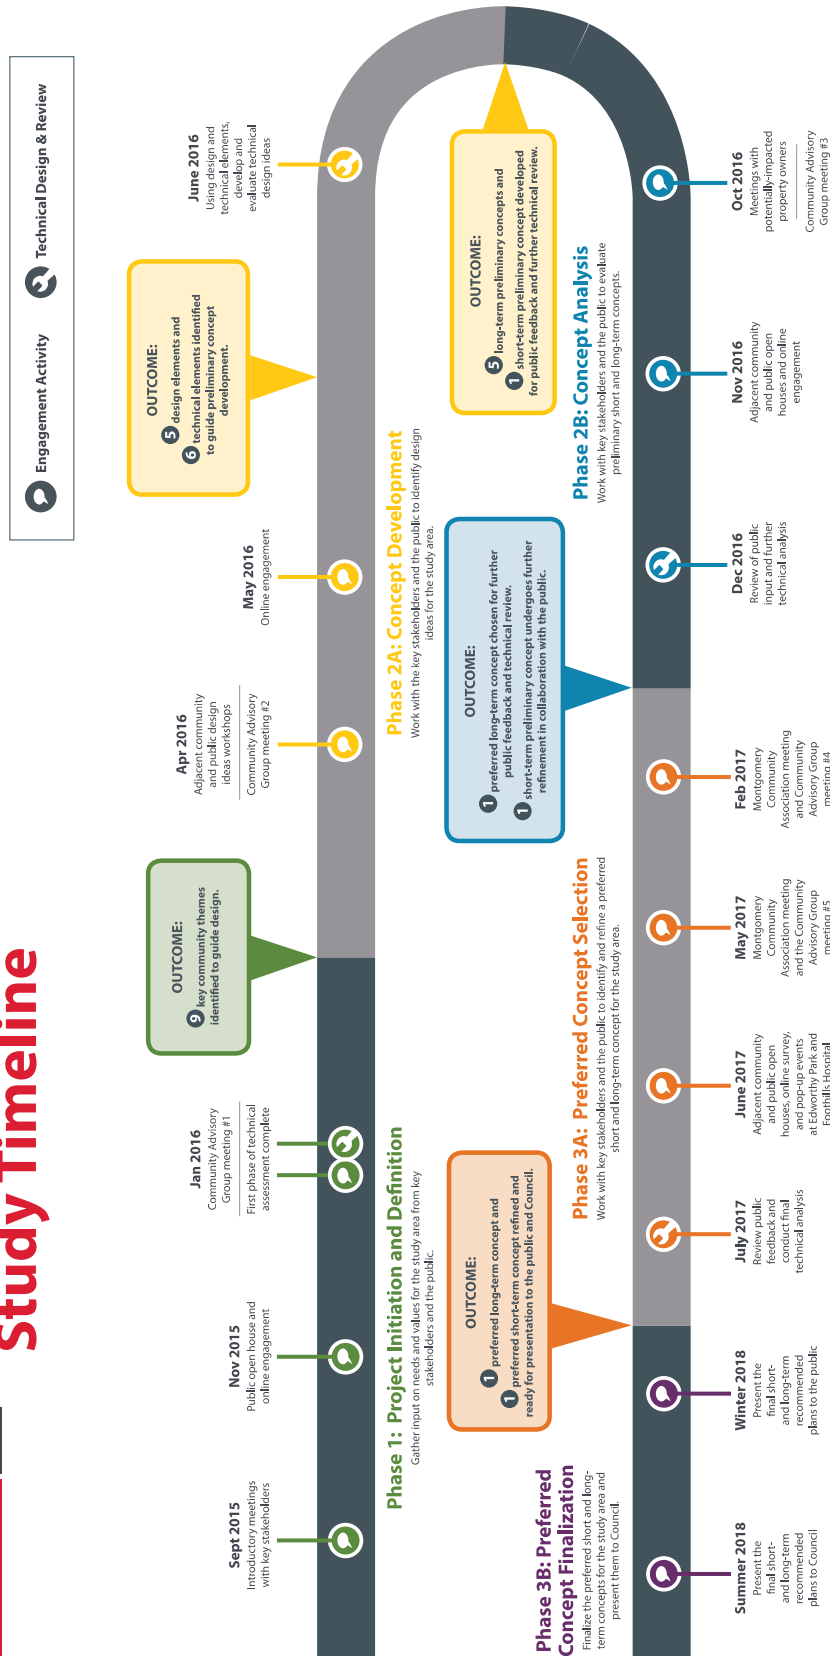 Study Timeline
Engagement Activity
Technical Design & Review
Sept 2015
Introductory meetings
with key stakeholders
Nov 2015
Public open house and
online engagement
Jan 2016
Community Advisory
Group meeting #1
First phase of technical
assessment complete
OUTCOME:
9 key community themes
identified to guide design.
Phase 1: Project Initiation and Definition
Gather input on needs and values for the study area from key
stakeholders and the public.
Apr 2016
Adjacent community
and public design
ideas workshops
Community Advisory
Group meeting #2
May 2016
Online engagement
OUTCOME:
5 design elements and
6 technical elements identified
to guide preliminary concept
development.
June 2016
Using design and
technical elements,
develop and
evaluate technical
design ideas
Phase 2A: Concept Development
Work with the key stakeholders and the public to identify design
ideas for the study area.
OUTCOME:
5 long-term preliminary concepts and
1 short-term preliminary concept developed
for public feedback and further technical review.
Phase 2B: Concept Analysis
Work with key stakeholders and the public to evaluate
preliminary short and long-term concepts.
Oct 2016
Meetings with
potentially-impacted
property owners
Community Advisory
Group meeting #3
Nov 2016
Adjacent community
and public open
houses and online
engagement
Dec 2016
Review of public
input and further
technical analysis
OUTCOME:
1 preferred long-term concept chosen for further
public feedback and technical review.
1 short-term preliminary concept undergoes further
refinement in collaboration with the public.
Phase 3A: Preferred Concept Selection
Work with key stakeholders and the public to identify and refine a preferred
short and long-term concept for the study area.
Feb 2017
Montgomery
Community
Association meeting
and Community
Advisory Group
meeting #4
May 2017
Montgomery
Community
Association meeting
and the Community
Advisory Group
meeting #5
June 2017
Adjacent community
and public open
houses, online survey,
and pop-up events
at Edworthy Park and
Foothills Hospital
July 2017
Review public
feedback and
conduct final
technical analysis
OUTCOME:
1 preferred long-term concept and
1 preferred short-term concept refined and
ready for presentation to the public and Council.
Phase 3B: Preferred
Concept Finalization
Finalize the preferred short and long-
term concepts for the study area and
present them to Council.
Winter 2018
Present the
final short-
and long-term
recommended
plans to the public
Summer 2018
Present the
final short-
and long-term
recommended
plans to Council